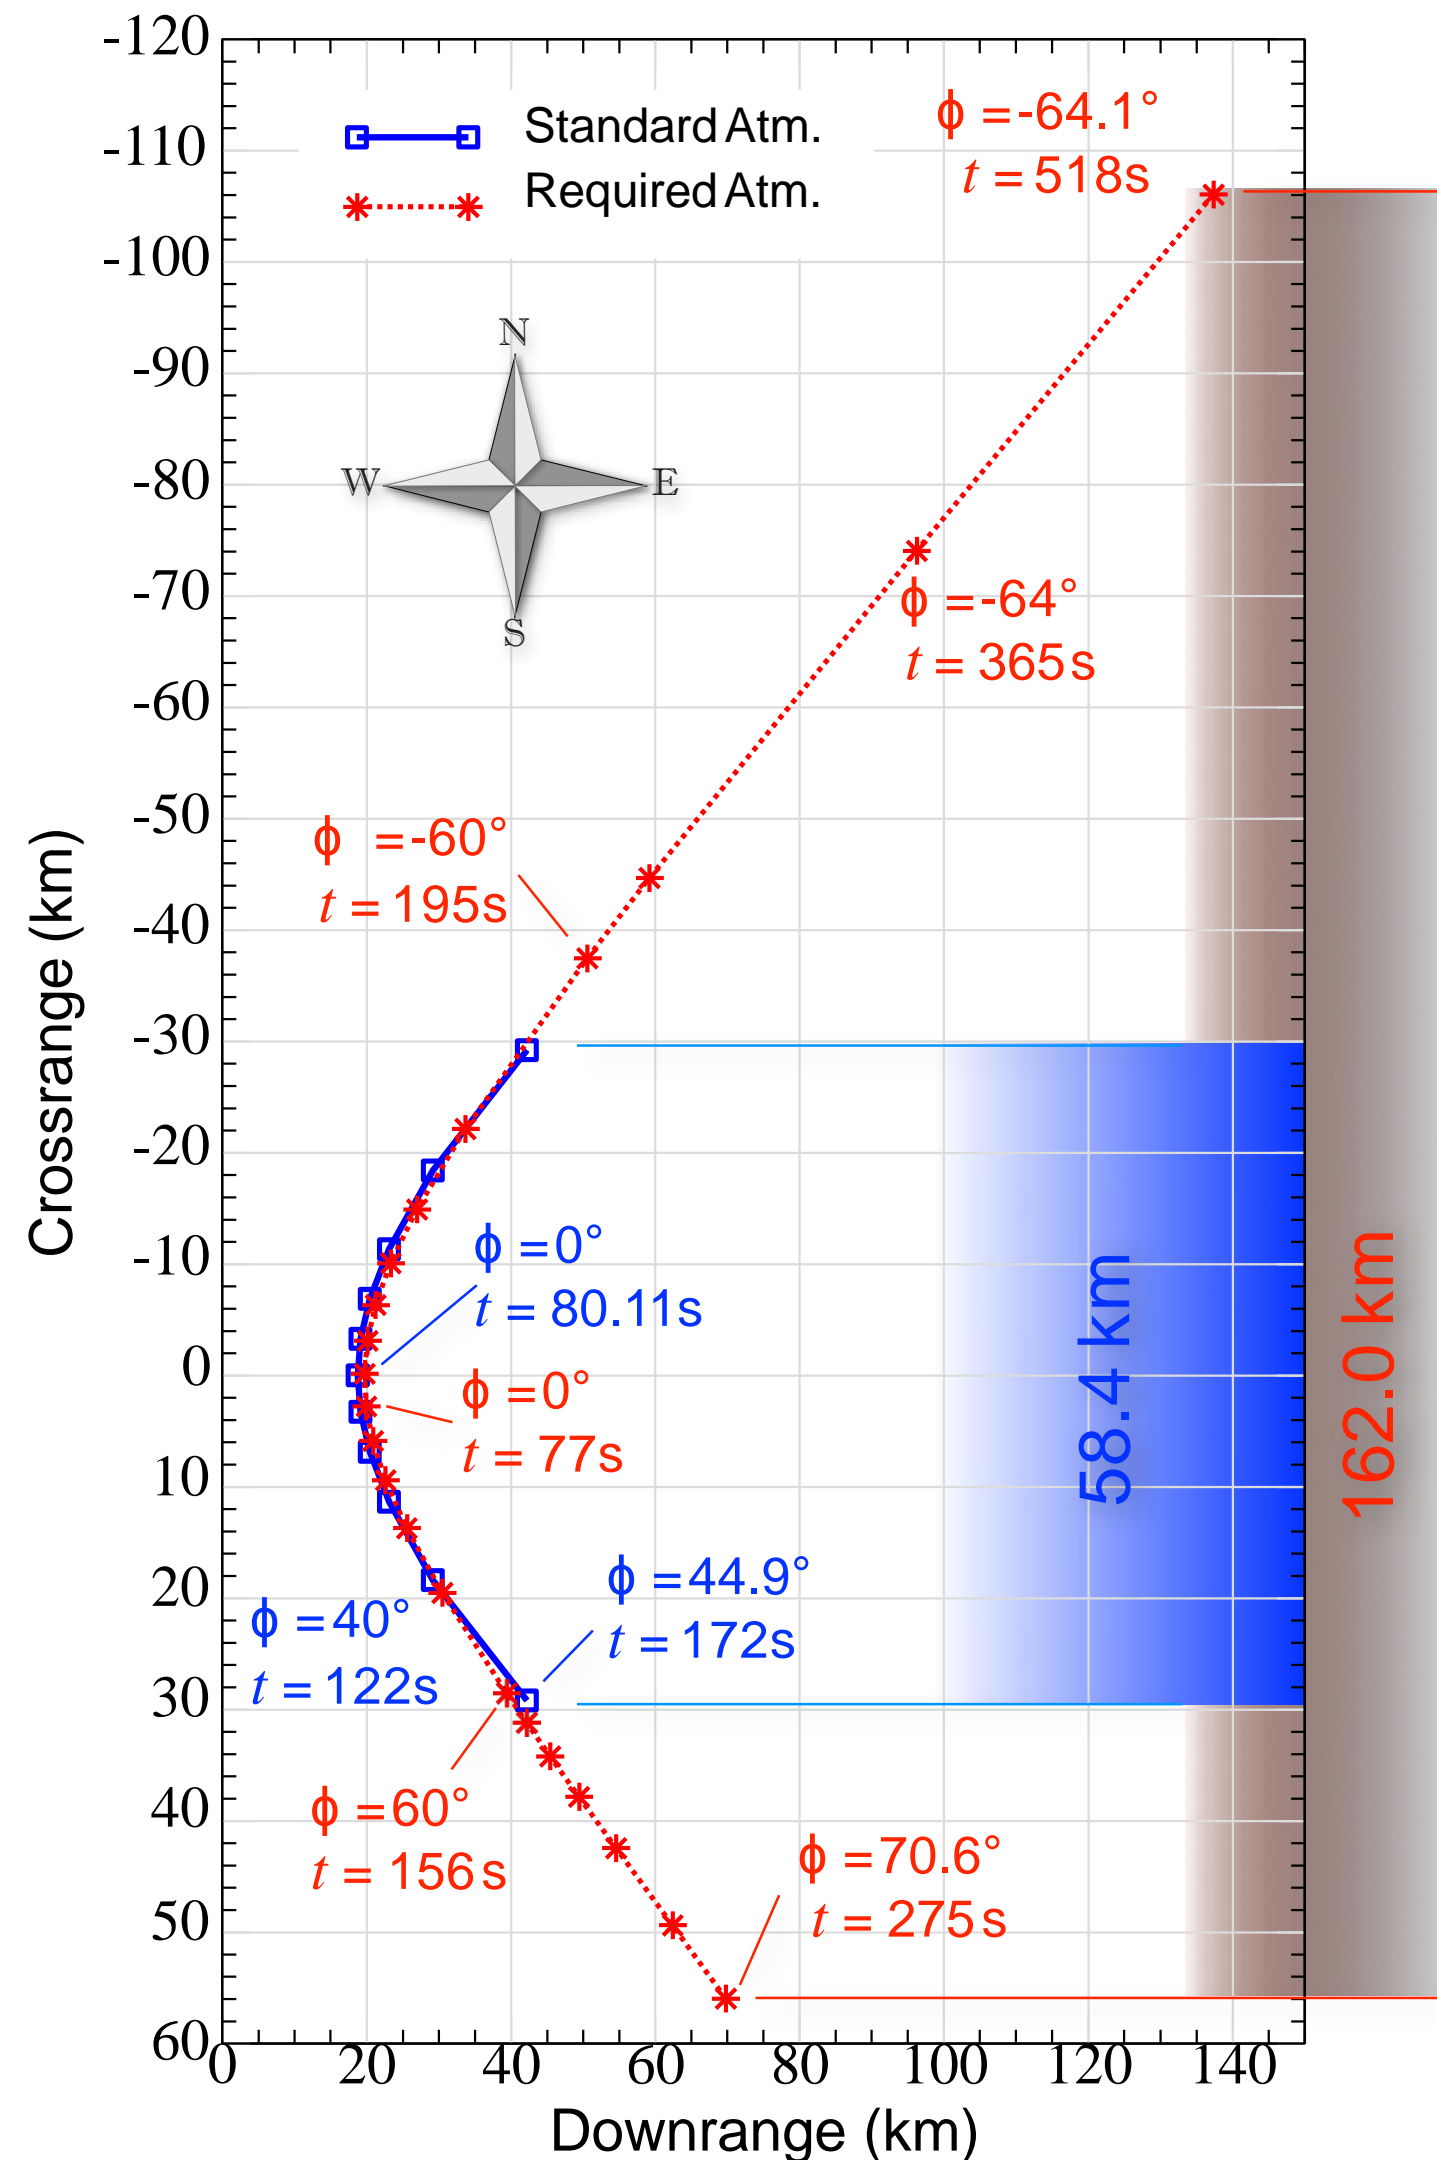 -120
-110
-100
-90
-80
-70
-60
-50
-40
-30
-20
-10
0
10
20
30
40
50
60
Crossrange (km)
0 20 40 60 80 100 120 140
Downrange (km)
Standard Atm.
Required Atm.
N
W E
S
ϕ =-64.1°
t = 518s
ϕ =-64°
t = 365s
ϕ =-60°
t = 195s
ϕ =0°
t = 80.11s
ϕ =0°
t = 77s
ϕ =44.9°
t = 172s
ϕ =40°
t = 122s
ϕ =60°
t = 156s
ϕ =70.6°
t = 275s
58.4 km
162.0 km